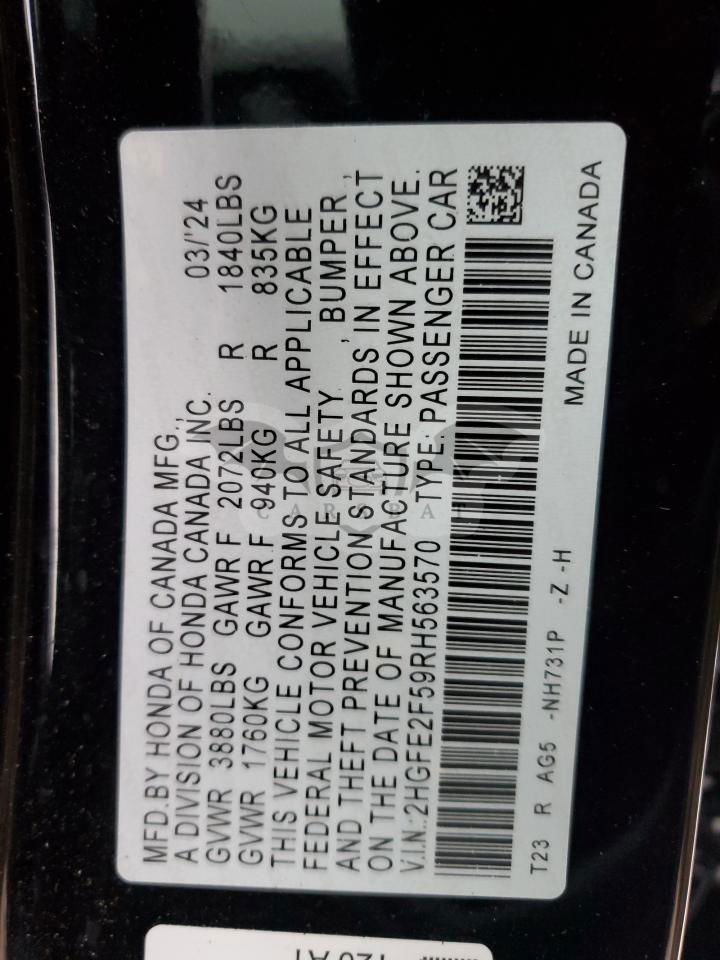 MFD.BY HONDA OF CANADA MFG.,
A DIVISION OF HONDA CANADA INC. 03/'24
GVWR 3880LBS GAWR F 2072LBS R 1840LBS
GVWR 1760KG GAWR F 940KG R 835KG
THIS VEHICLE CONFORMS TO ALL APPLICABLE
FEDERAL MOTOR VEHICLE SAFETY , BUMPER ,
AND THEFT PREVENTION STANDARDS IN EFFECT
ON THE DATE OF MANUFACTURE SHOWN ABOVE.
V.I.N.: 2HGFE2F59RH563570 TYPE: PASSENGER CAR
T23 R AG5 -NH731P -Z -H
MADE IN CANADA